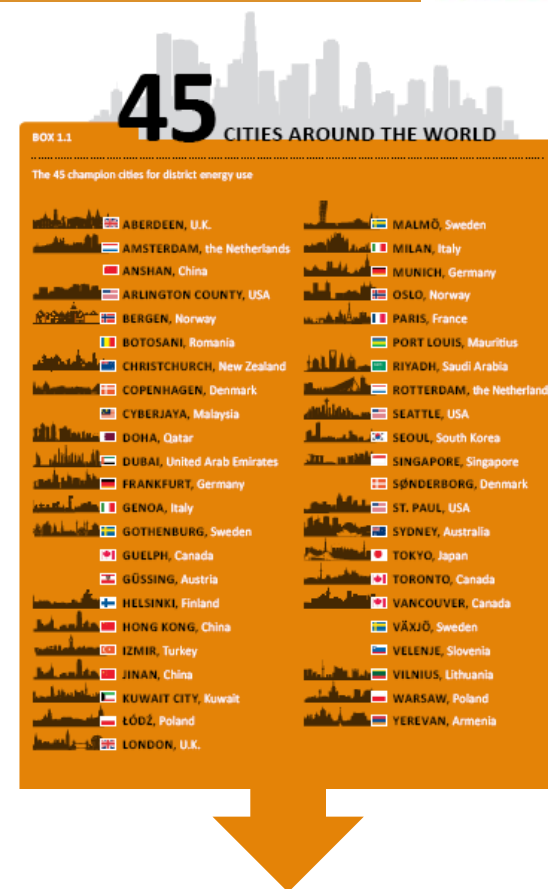 45
CITIES AROUND THE WORLD
BOX 1.1
The 45 champion cities for district energy use
ABERDEEN, U.K.
AMSTERDAM, the Netherlands
ANSHAN, China
ARLINGTON COUNTY, USA
BERGEN, Norway
BOTOSANI, Romania
CHRISTCHURCH, New Zealand
COPENHAGEN, Denmark
CYBERJAYA, Malaysia
DOHA, Qatar
DUBAI, United Arab Emirates
FRANKFURT, Germany
GENOA, Italy
GOTHENBURG, Sweden
GUELPH, Canada
GÜSSING, Austria
HELSINKI, Finland
HONG KONG, China
IZMIR, Turkey
JINAN, China
KUWAIT CITY, Kuwait
ŁÓDŹ, Poland
LONDON, U.K.
MALMÖ, Sweden
MILAN, Italy
MUNICH, Germany
OSLO, Norway
PARIS, France
PORT LOUIS, Mauritius
RIYADH, Saudi Arabia
ROTTERDAM, the Netherland
SEATTLE, USA
SEOUL, South Korea
SINGAPORE, Singapore
SØNDERBORG, Denmark
ST. PAUL, USA
SYDNEY, Australia
TOKYO, Japan
TORONTO, Canada
VANCOUVER, Canada
VÄXJÖ, Sweden
VELENJE, Slovenia
VILNIUS, Lithuania
WARSAW, Poland
YEREVAN, Armenia